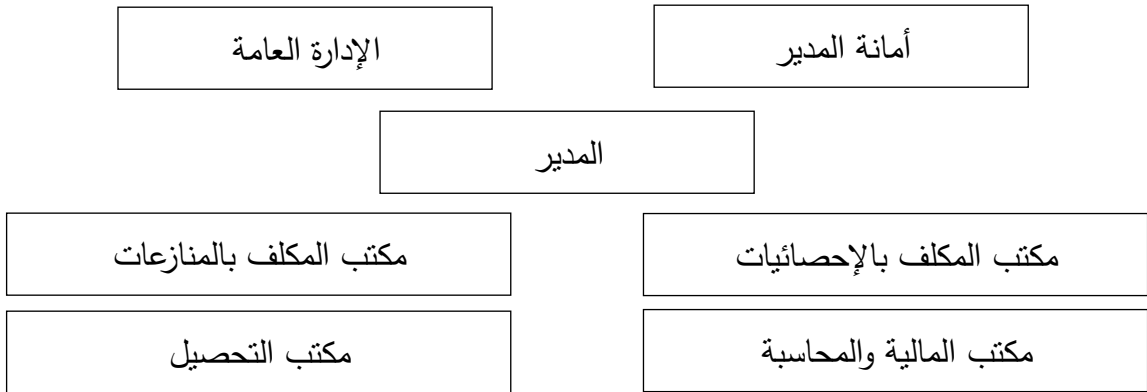 أمانة المدير
الإدارة العامة
المدير
مكتب المكلف بالإحصائيات
مكتب المكلف بالمنازعات
مكتب المالية والمحاسبة
مكتب التحصيل